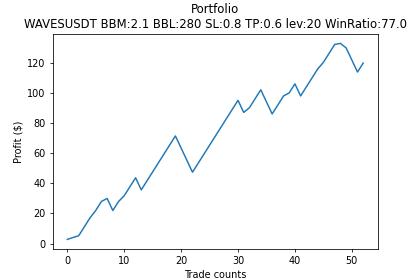 Portfolio
WAVESUSDT BBM:2.1 BBL:280 SL:0.8 TP:0.6 lev:20 WinRatio:77.0
120
100
80
60
40
20
0
Profit ($)
0 10 20 30 40 50
Trade counts